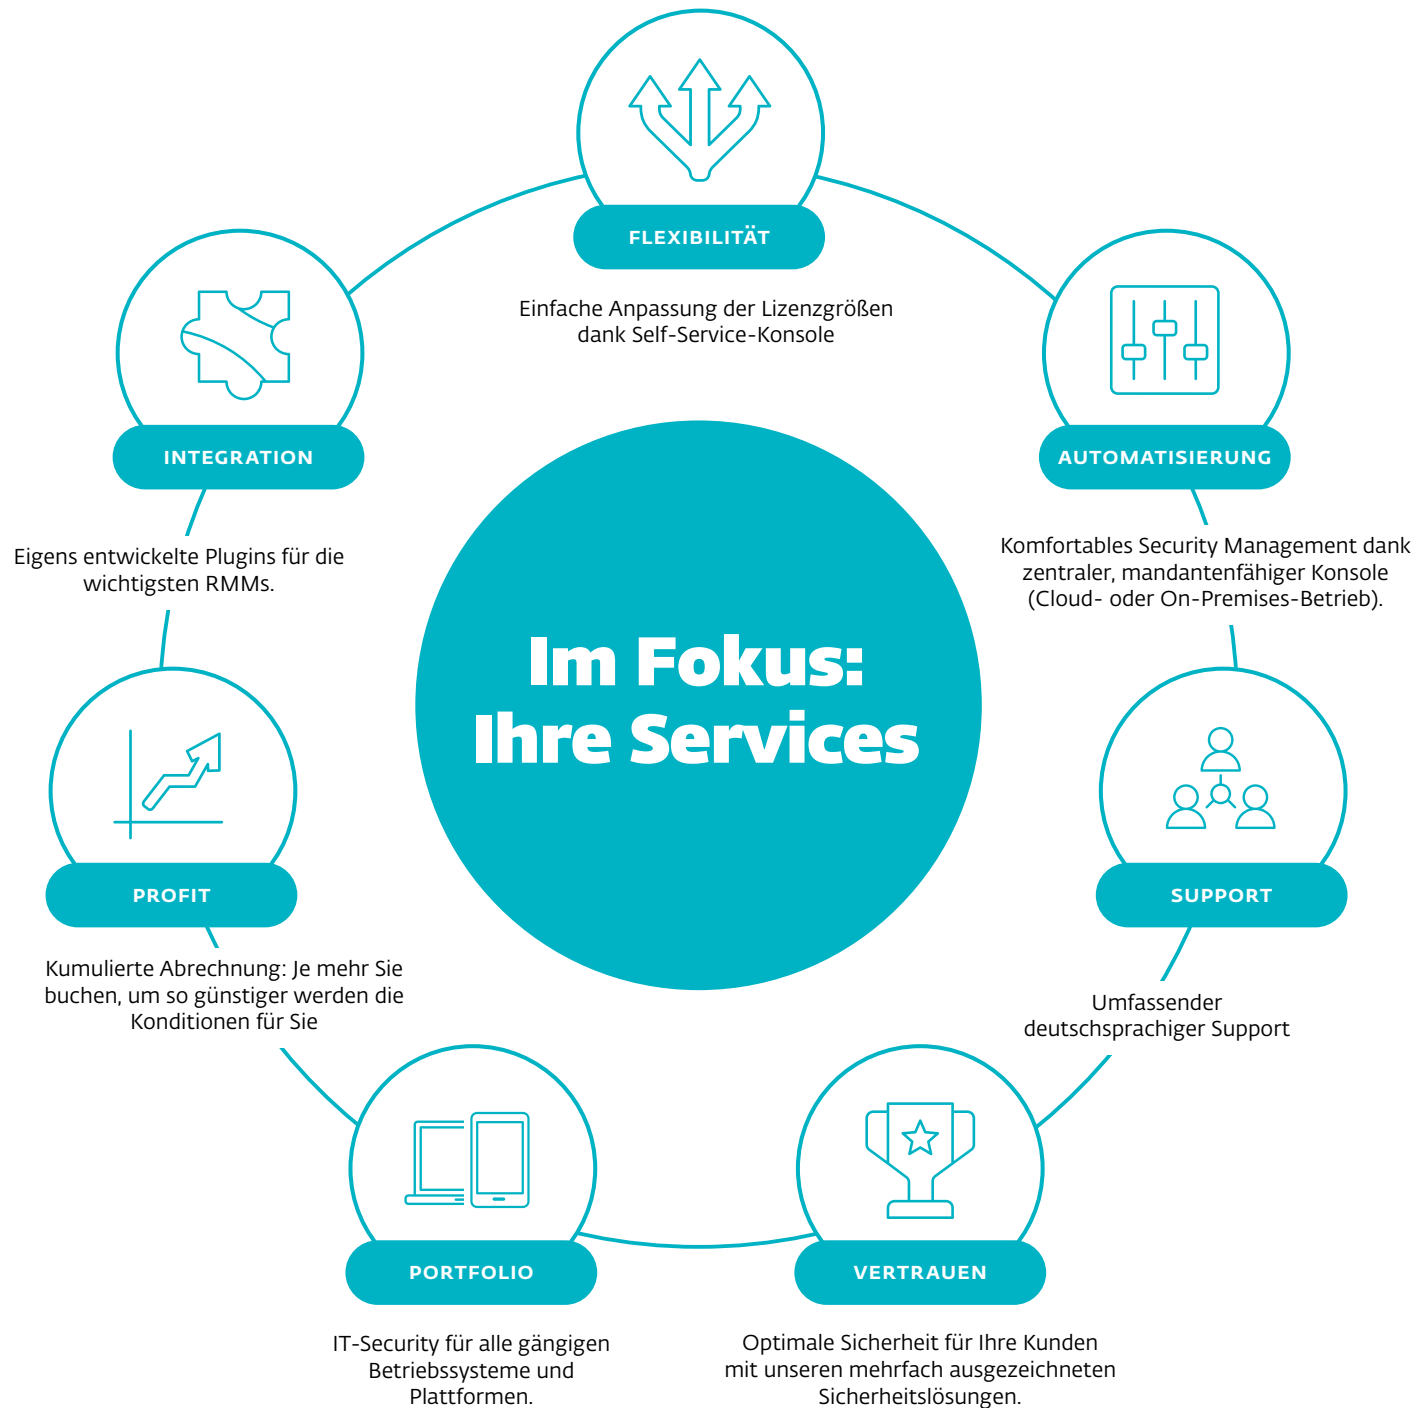 FLEXIBILITÄT
Einfache Anpassung der Lizenzgrößen
dank Self-Service-Konsole
AUTOMATISIERUNG
Komfortables Security Management dank
zentraler, mandantenfähiger Konsole
(Cloud- oder On-Premises-Betrieb).
SUPPORT
Umfassender
deutschsprachiger Support
VERTRAUEN
Optimale Sicherheit für Ihre Kunden
mit unseren mehrfach ausgezeichneten
Sicherheitslösungen.
PORTFOLIO
IT-Security für alle gängigen
Betriebssysteme und
Plattformen.
PROFIT
Kumulierte Abrechnung: Je mehr Sie
buchen, um so günstiger werden die
Konditionen für Sie
INTEGRATION
Eigens entwickelte Plugins für die
wichtigsten RMMs.
Im Fokus:
Ihre Services